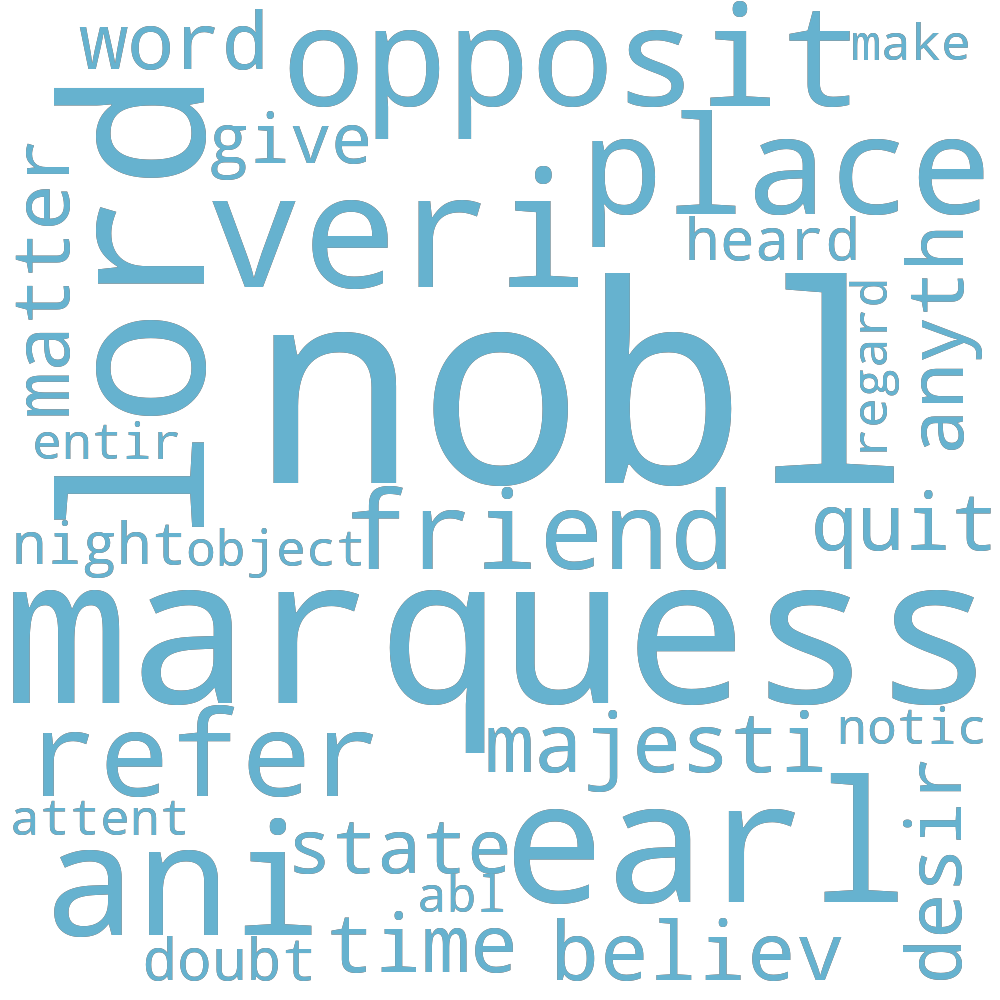 word
opposit
make
lord
give
place
matter
veri
heard
anyth
nobl
regard
entir
friend
quit
night
object
marquess
refer
majesti
notic
attent
ani
state
earl
desir
abl
doubt
time
believ